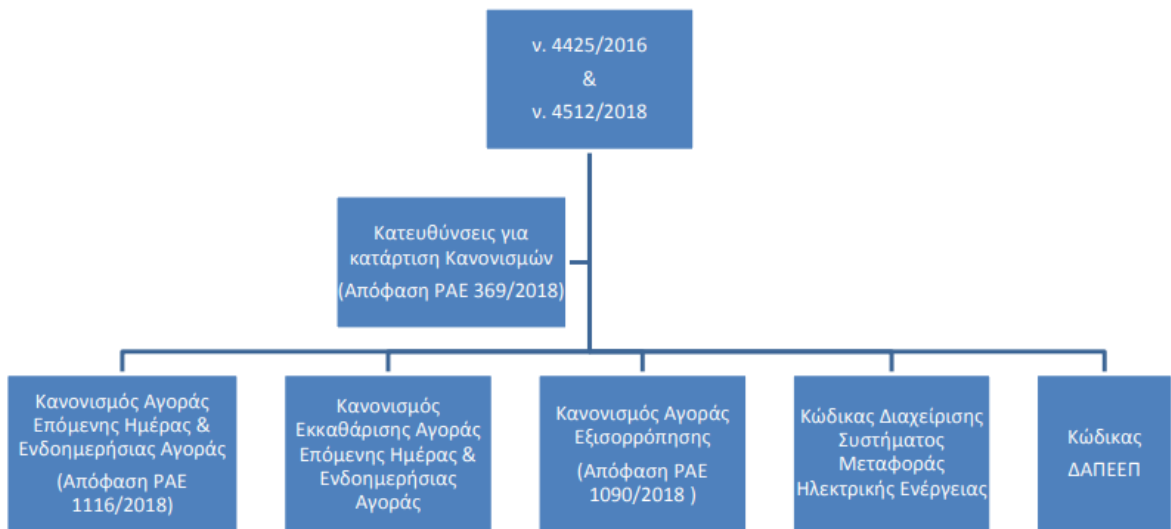 ν. 4425/2016
&
ν. 4512/2018
Κατευθύνσεις για
κατάρτιση Κανονισμών
(Απόφαση ΡΑΕ 369/2018)
Κανονισμός Αγοράς
Επόμενης Ημέρας &
Ενδοημερήσιας Αγοράς
(Απόφαση ΡΑΕ
1116/2018)
Κανονισμός
Εκκαθάρισης Αγοράς
Επόμενης Ημέρας &
Ενδοημερήσιας
Αγοράς
Κανονισμός Αγοράς
Εξισορρόπησης
(Απόφαση ΡΑΕ
1090/2018 )
Κώδικας Διαχείρισης
Συστήματος
Μεταφοράς
Ηλεκτρικής Ενέργειας
Κώδικας
ΔΑΠΕΕΠ